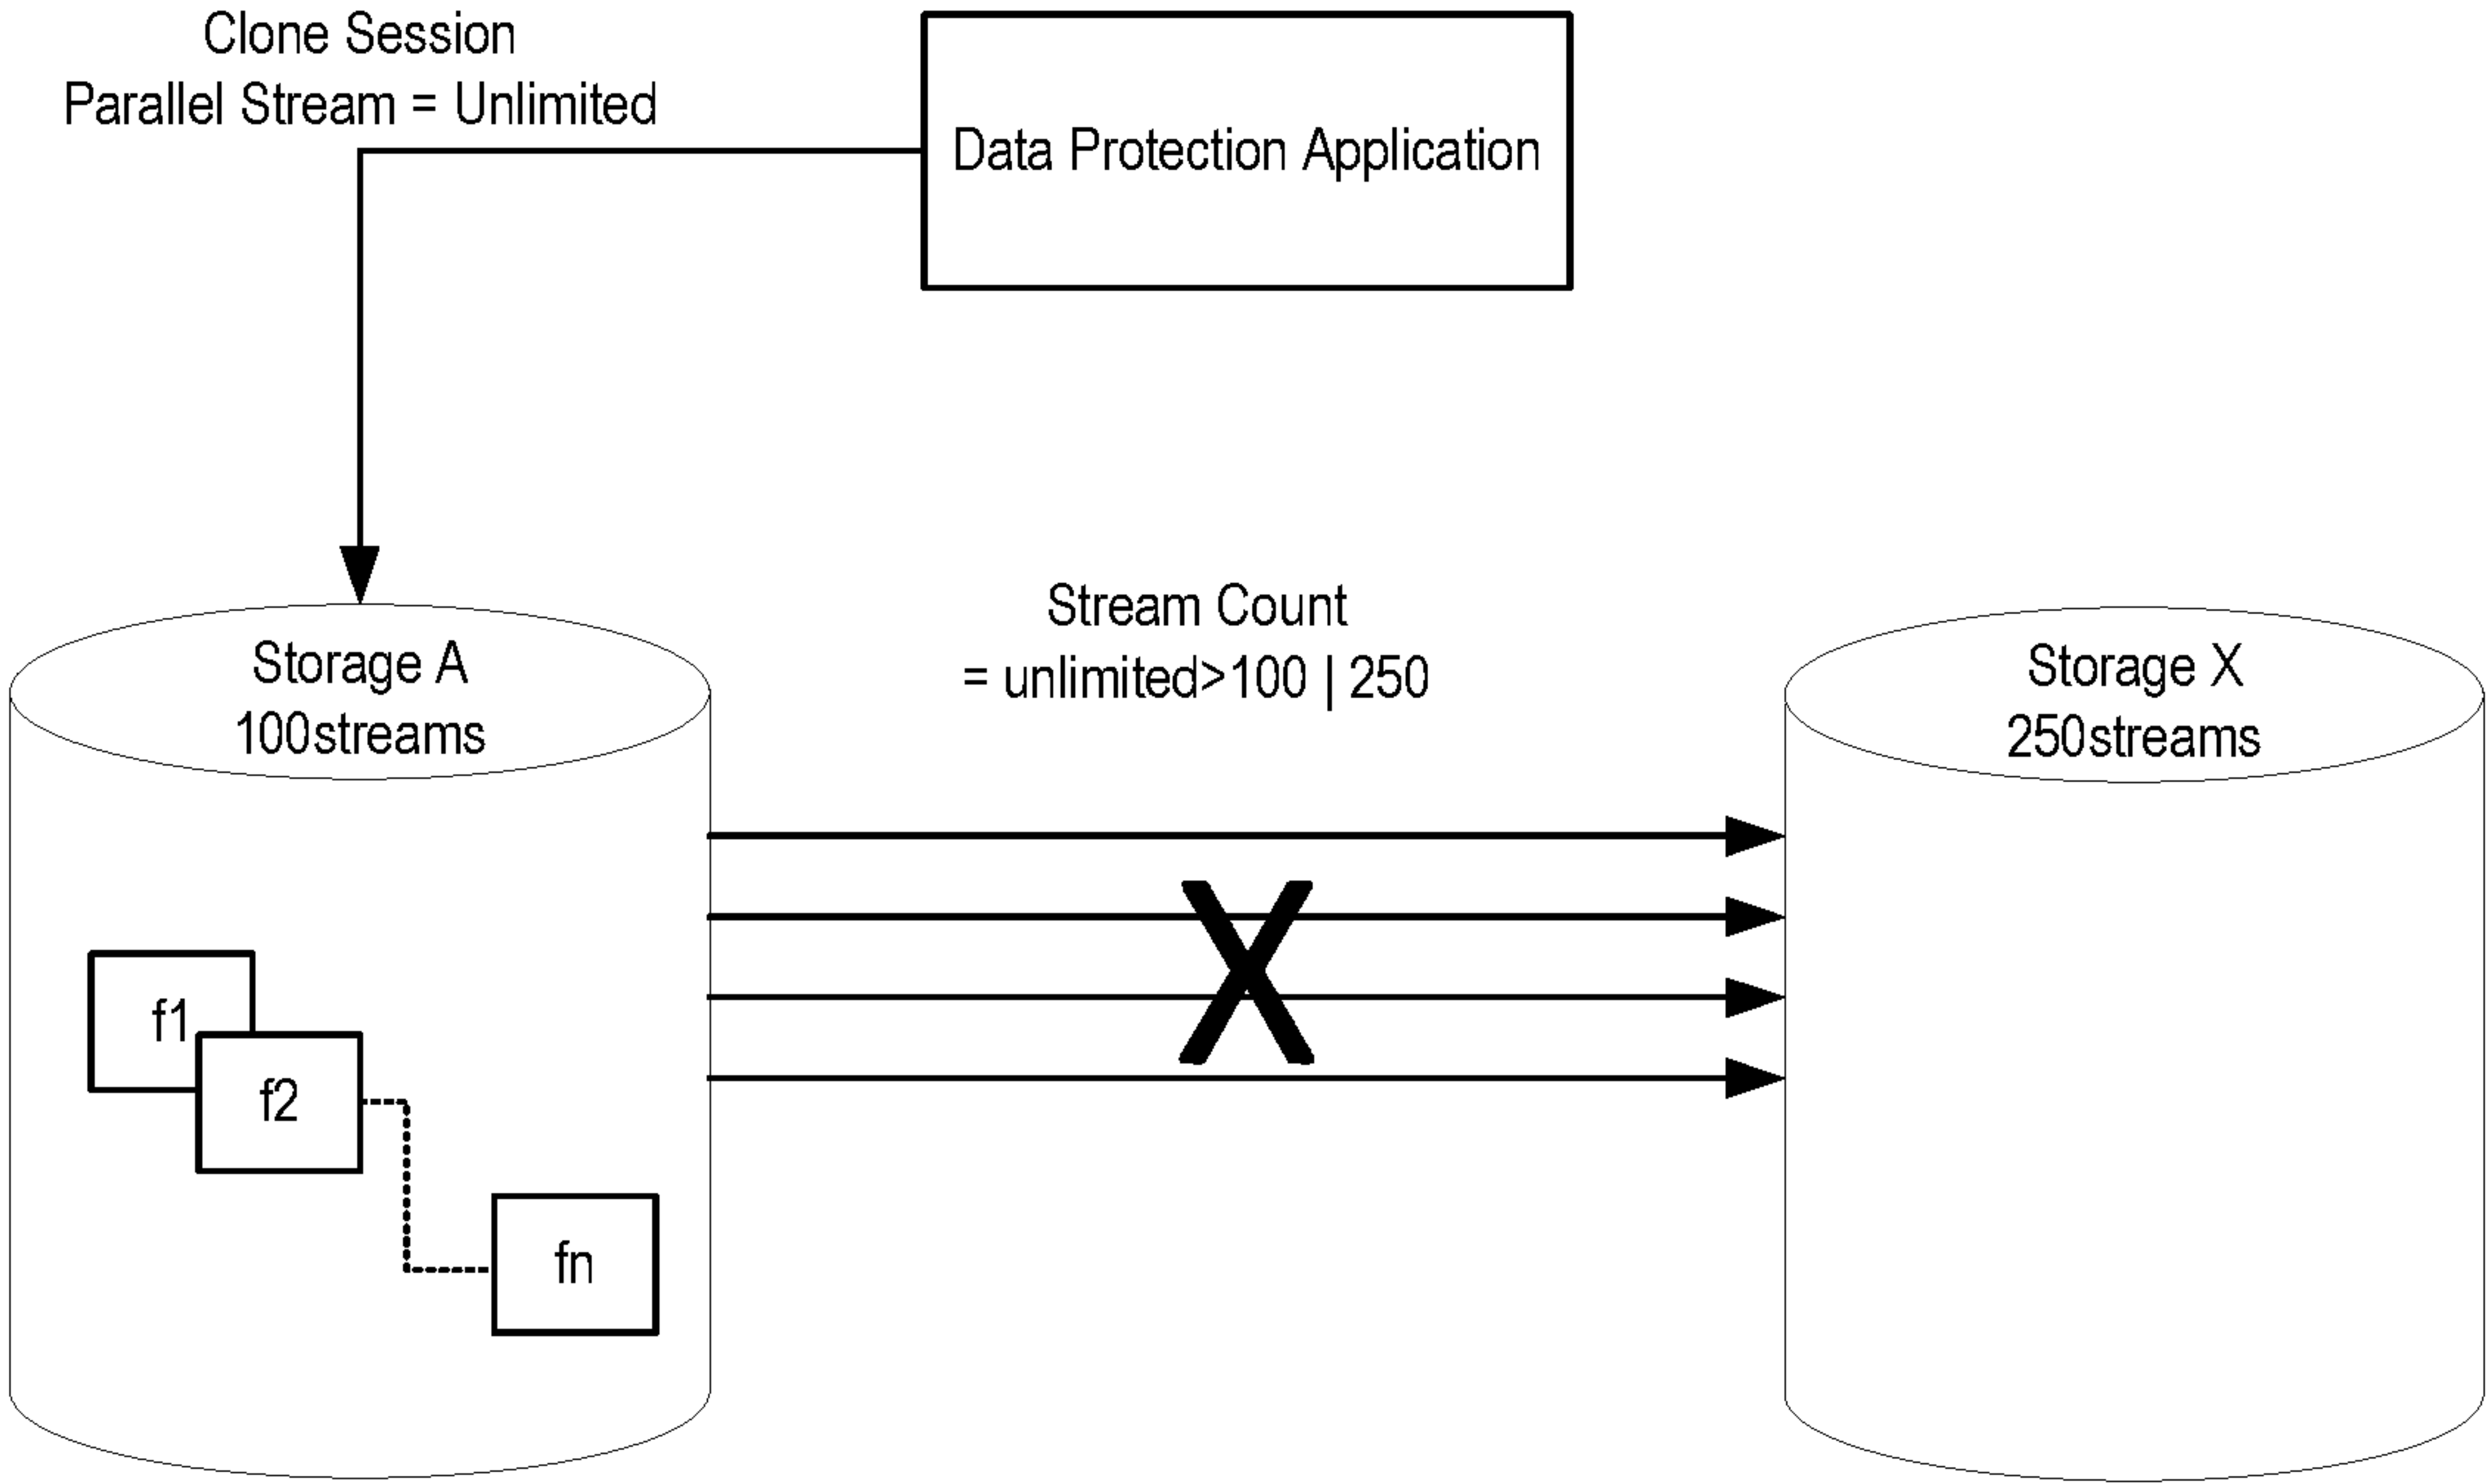 Clone Session
Parallel Stream = Unlimited
Data Protection Application
Stream Count
= unlimited>100 | 250
Storage A
100streams
Storage X
250streams
X
f1
f2
fn